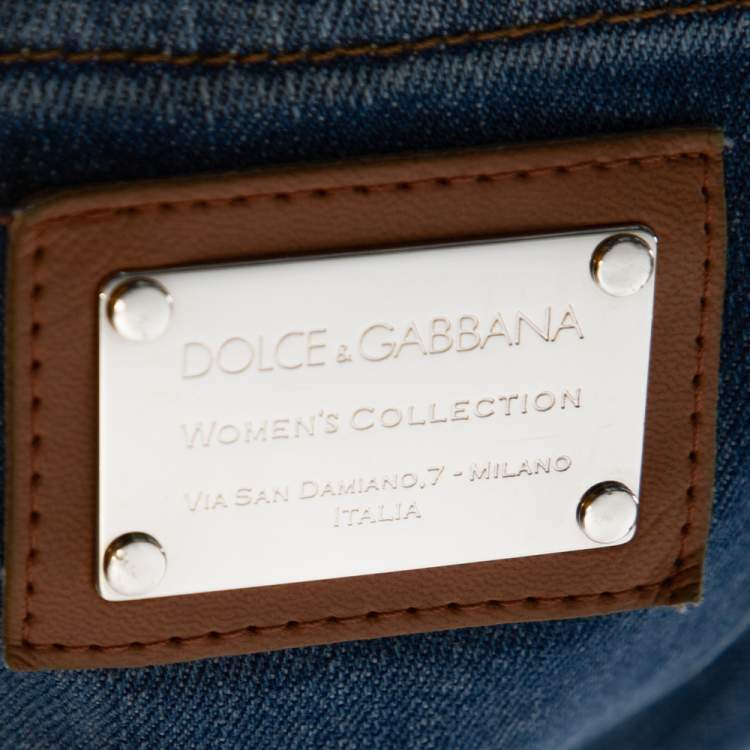 DOLCE & GABBANA
WOMEN'S COLLECTION
VIA SAN DAMIANO,7 - MILANO
ITALIA